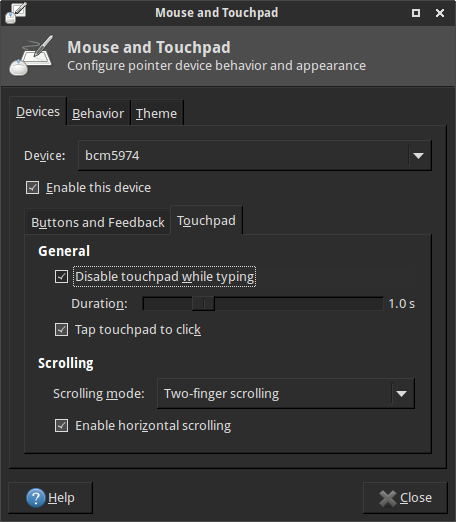 Mouse and Touchpad
Mouse and Touchpad
Configure pointer device behavior and appearance
Devices Behavior Theme
Device: bcm5974
Enable this device
Buttons and Feedback Touchpad
General
Disable touchpad while typing
Duration: 1.0 s
Tap touchpad to click
Scrolling
Scrolling mode: Two-finger scrolling
Enable horizontal scrolling
Help Close